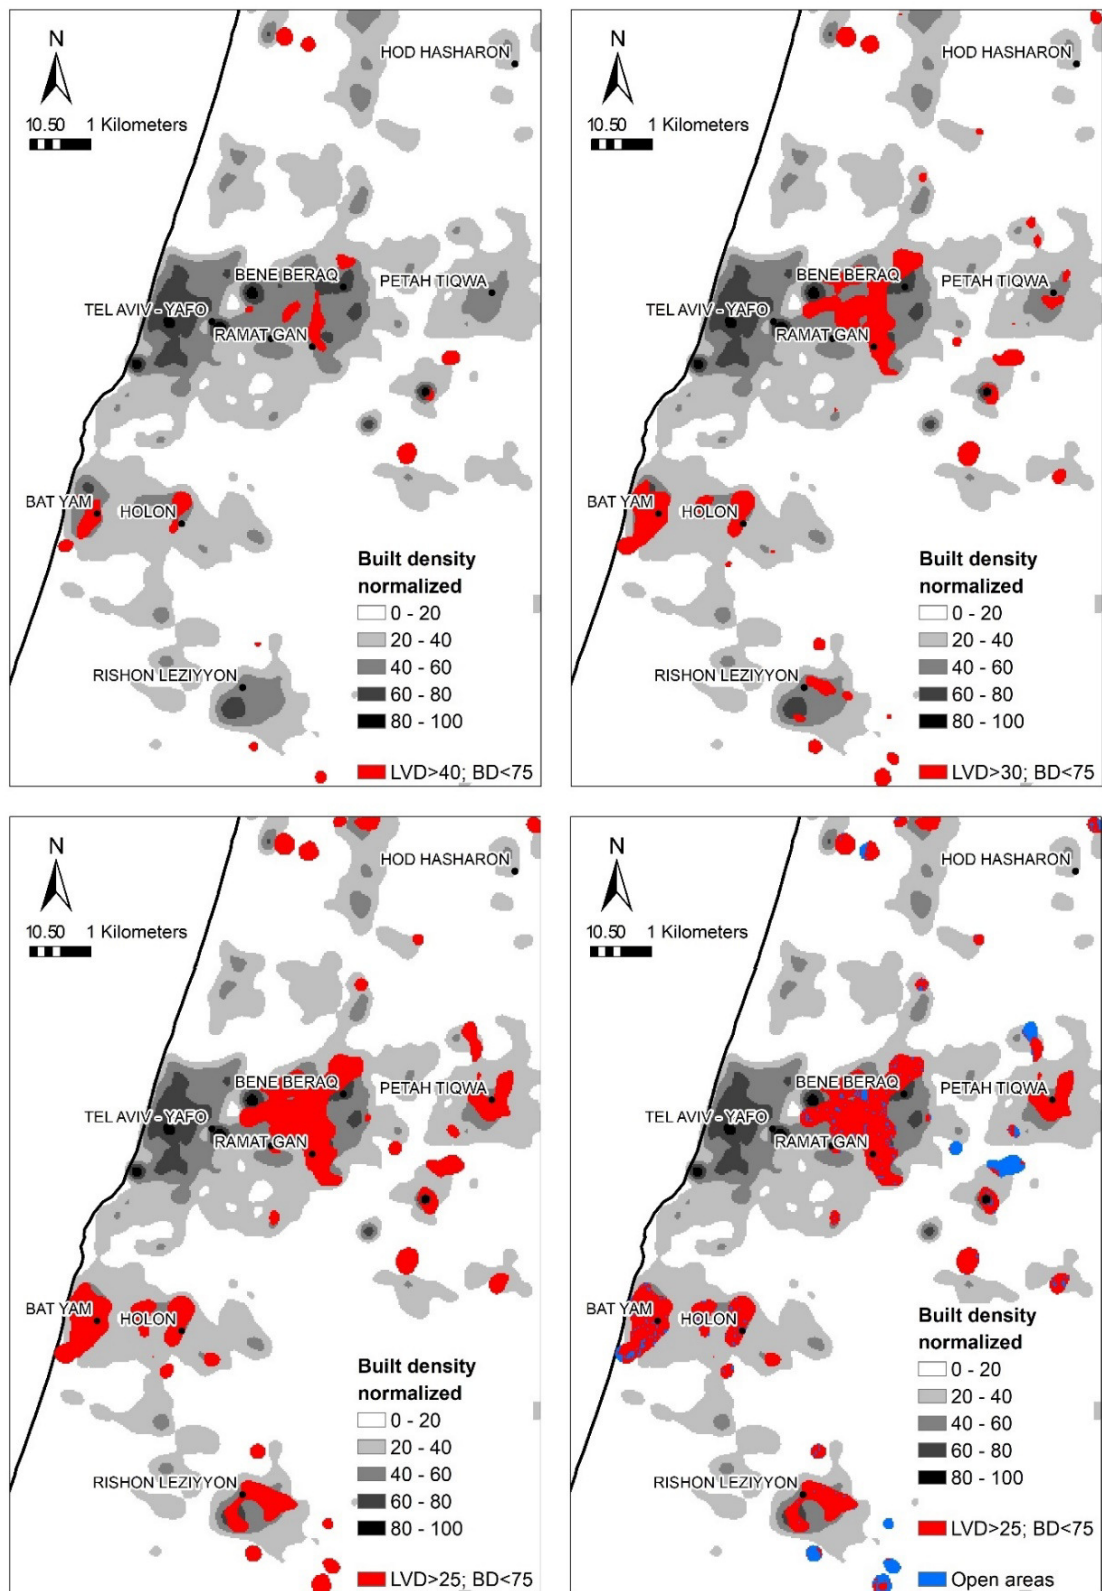 N
10.50 1 Kilometers
HOD HASHARON
BENE BERAQ
PETAH TIQWA
TEL AVIV - YAFO
RAMAT GAN
BAT YAM
HOLON
RISHON LEZIYYON
Built density
normalized
0 - 20
20 - 40
40 - 60
60 - 80
80 - 100
LVD>40; BD<75
N
10.50 1 Kilometers
HOD HASHARON
BENE BERAQ
PETAH TIQWA
TEL AVIV - YAFO
RAMAT GAN
BAT YAM
HOLON
RISHON LEZIYYON
Built density
normalized
0 - 20
20 - 40
40 - 60
60 - 80
80 - 100
LVD>30; BD<75
N
10.50 1 Kilometers
HOD HASHARON
BENE BERAQ
PETAH TIQWA
TEL AVIV - YAFO
RAMAT GAN
BAT YAM
HOLON
RISHON LEZIYYON
Built density
normalized
0 - 20
20 - 40
40 - 60
60 - 80
80 - 100
LVD>25; BD<75
N
10.50 1 Kilometers
HOD HASHARON
BENE BERAQ
PETAH TIQWA
TEL AVIV - YAFO
RAMAT GAN
BAT YAM
HOLON
RISHON LEZIYYON
Built density
normalized
0 - 20
20 - 40
40 - 60
60 - 80
80 - 100
LVD>25; BD<75
Open areas